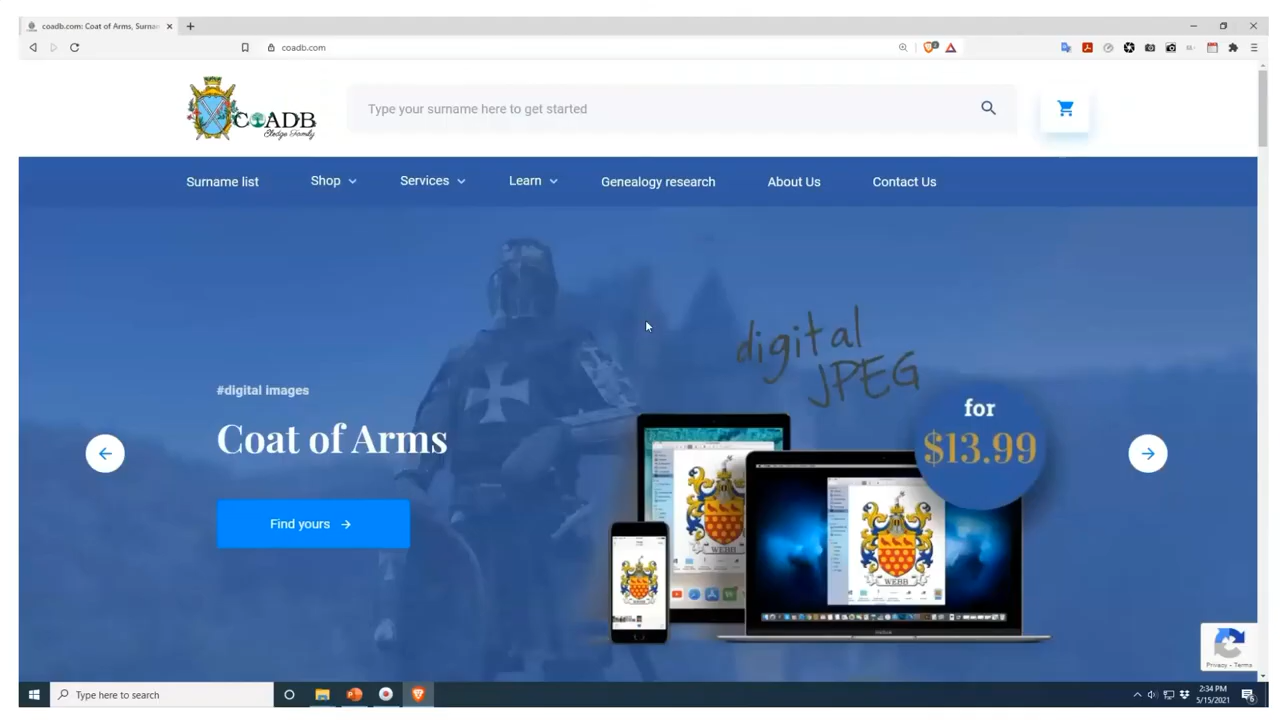 coadb.com: Coat of Arms, Surna
coadb.com
COADB
Eledge Family
Type your surname here to get started
Surname list
Shop
Services
Learn
Genealogy research
About Us
Contact Us
digital
JPEG
#digital images
for
Coat of Arms
$13.99
Find yours
WEBB
WEBB
Privacy - Terms
Type here to search
2:34 PM
5/15/2021